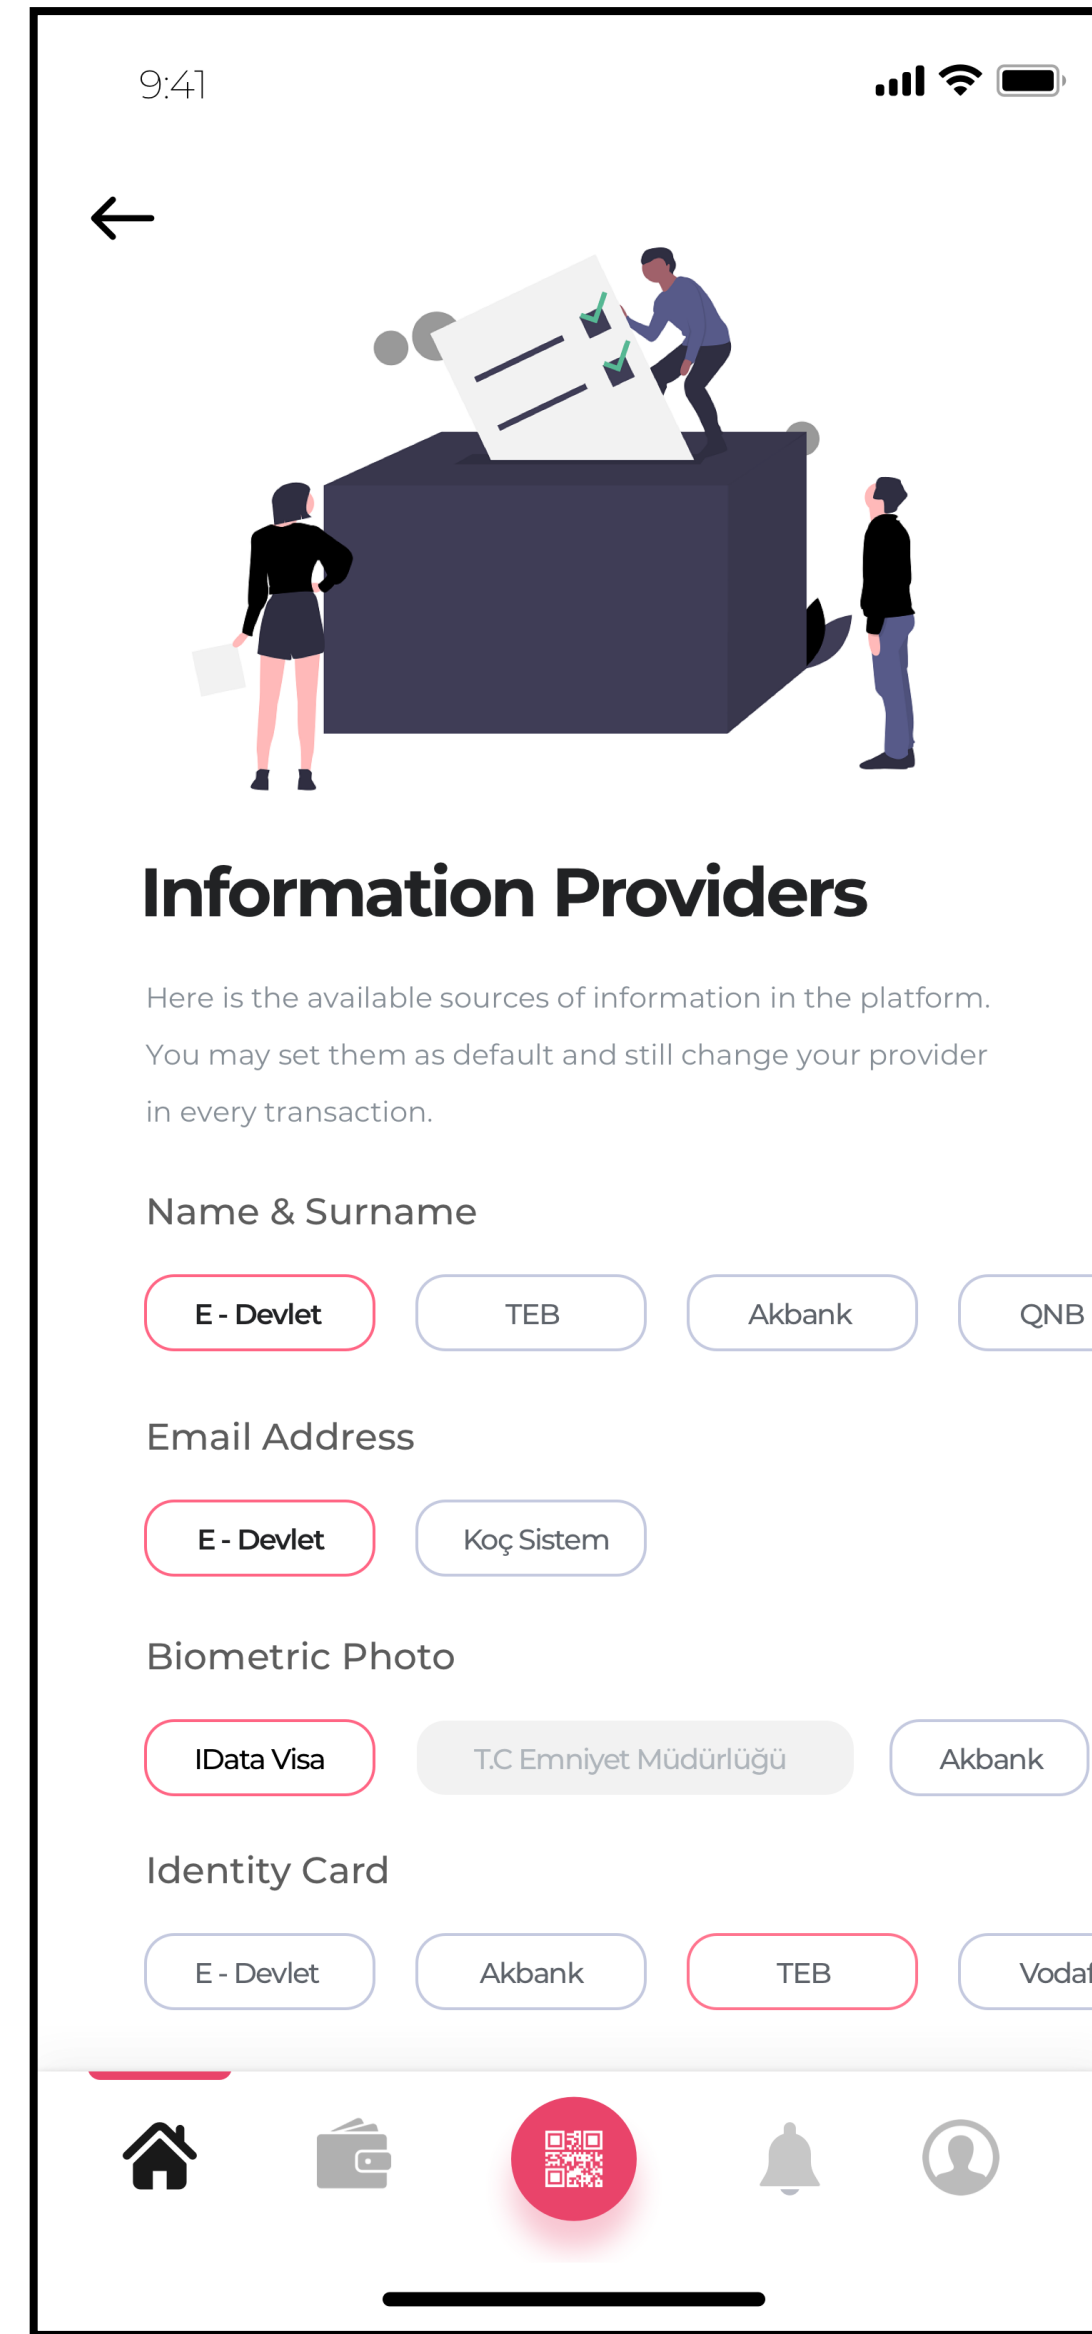 9:41
Information Providers
Here is the available sources of information in the platform.
You may set them as default and still change your provider
in every transaction.
Name & Surname
E - Devlet TEB Akbank QNB
Email Address
E - Devlet Koç Sistem
Biometric Photo
IData Visa T.C Emniyet Müdürlüğü Akbank
Identity Card
E - Devlet Akbank TEB